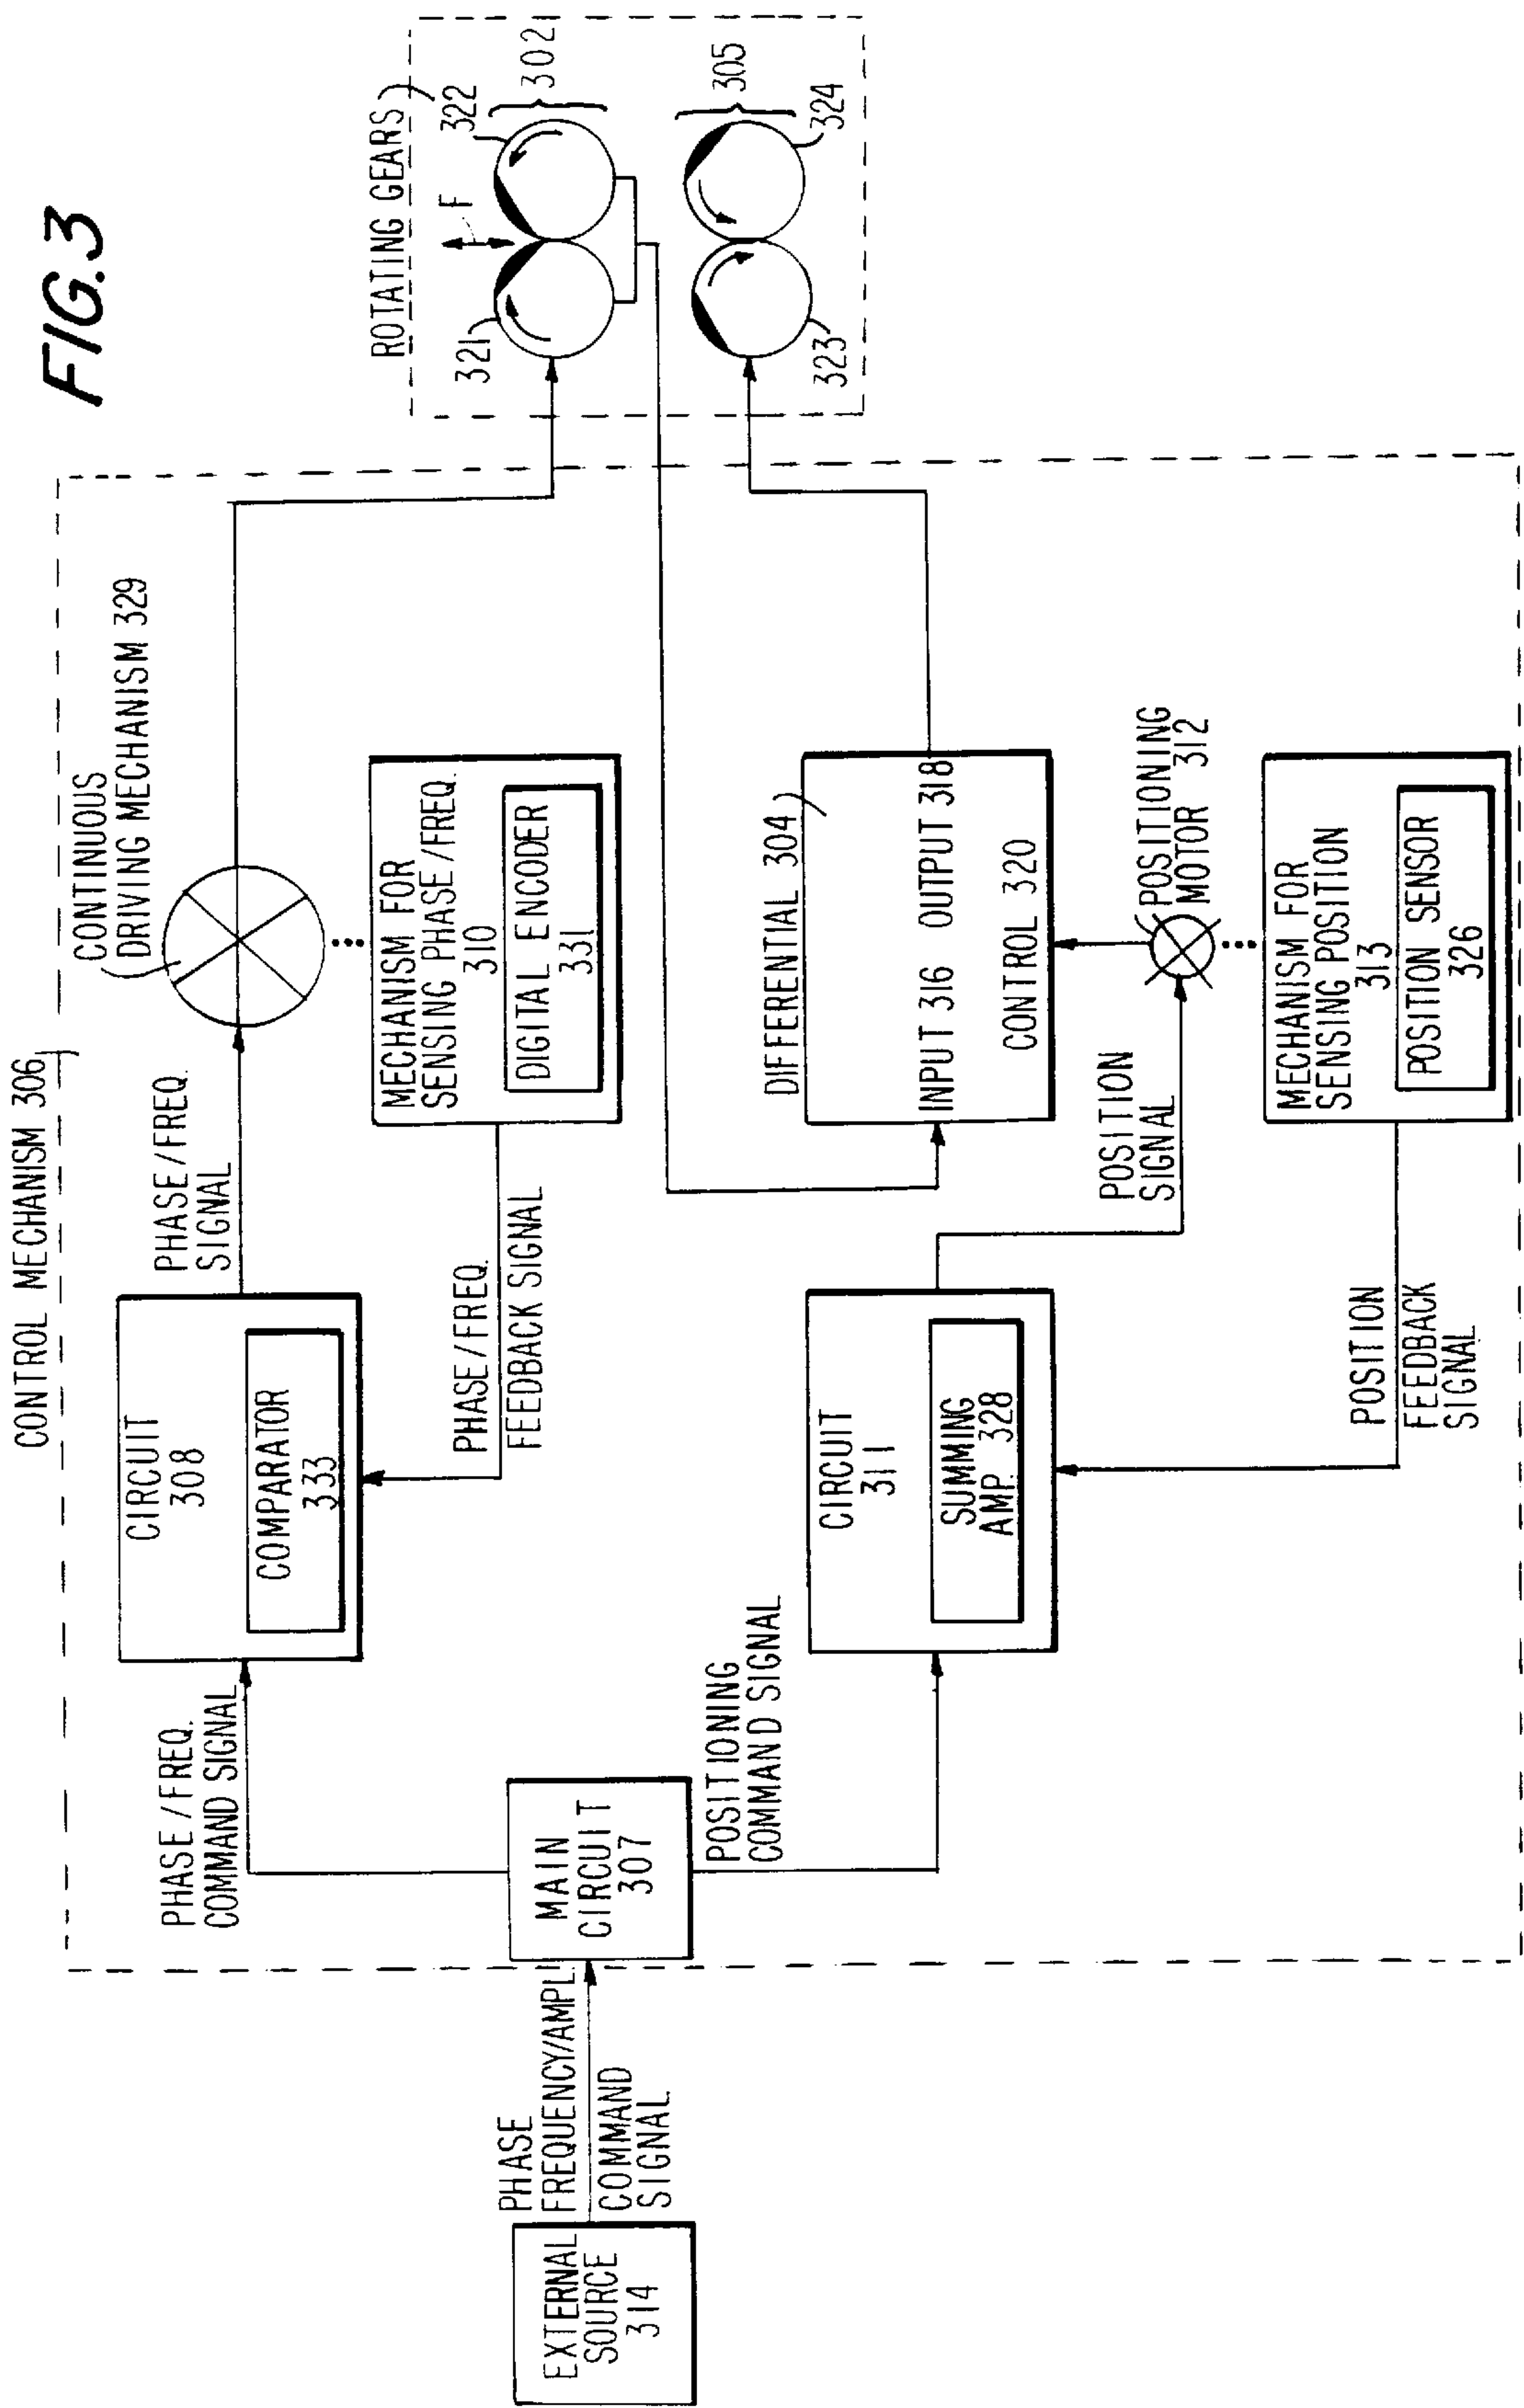 FIG.3
CONTROL MECHANISM 306
CONTINUOUS
DRIVING MECHANISM 329
ROTATING GEARS
321
322
F
302
305
323
324
PHASE/FREQ.
SIGNAL
CIRCUIT
308
COMPARATOR
333
MECHANISM FOR
SENSING PHASE/FREQ.
310
DIGITAL ENCODER
331
PHASE/FREQ.
FEEDBACK SIGNAL
PHASE/FREQ.
COMMAND SIGNAL
EXTERNAL
SOURCE
314
PHASE
FREQUENCY/AMPL
COMMAND
SIGNAL
MAIN
CIRCUIT
307
POSITIONING
COMMAND SIGNAL
CIRCUIT
311
SUMMING
AMP. 328
DIFFERENTIAL 304
INPUT 316 OUTPUT 318
CONTROL 320
POSITION
SIGNAL
POSITIONING
MOTOR 312
MECHANISM FOR
SENSING POSITION
313
POSITION SENSOR
326
POSITION
FEEDBACK
SIGNAL